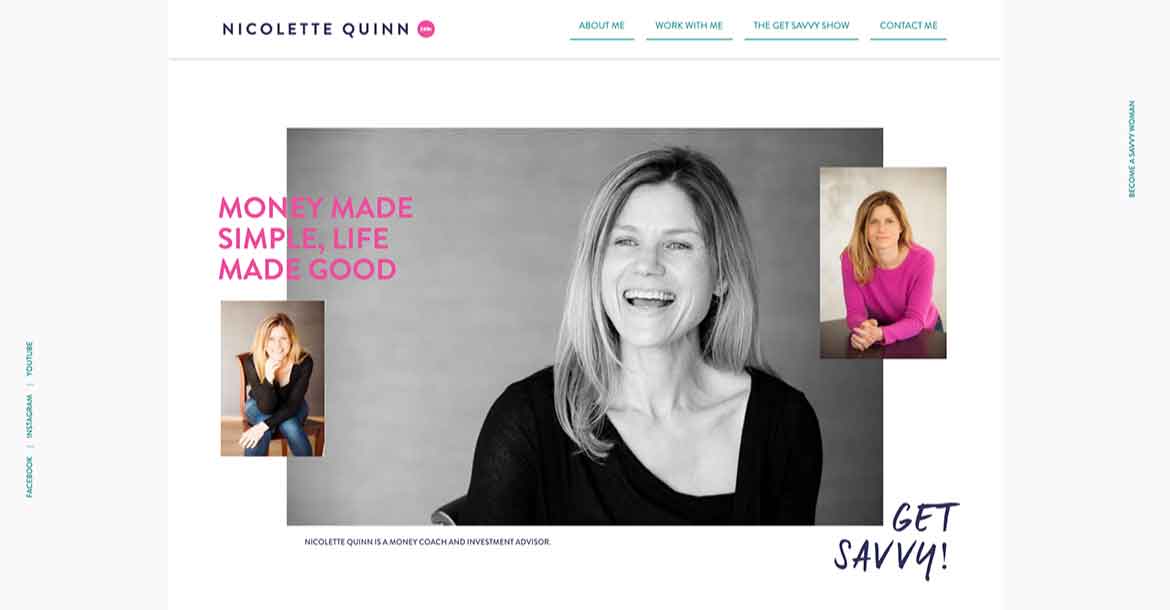 NICOLETTE QUINN
ABOUT ME
WORK WITH ME
THE GET SAVVY SHOW
CONTACT ME
BECOME A SAVVY WOMAN
MONEY MADE
SIMPLE, LIFE
MADE GOOD
FACEBOOK | INSTAGRAM | YOUTUBE
NICOLETTE QUINN IS A MONEY COACH AND INVESTMENT ADVISOR.
GET
SAVVY!